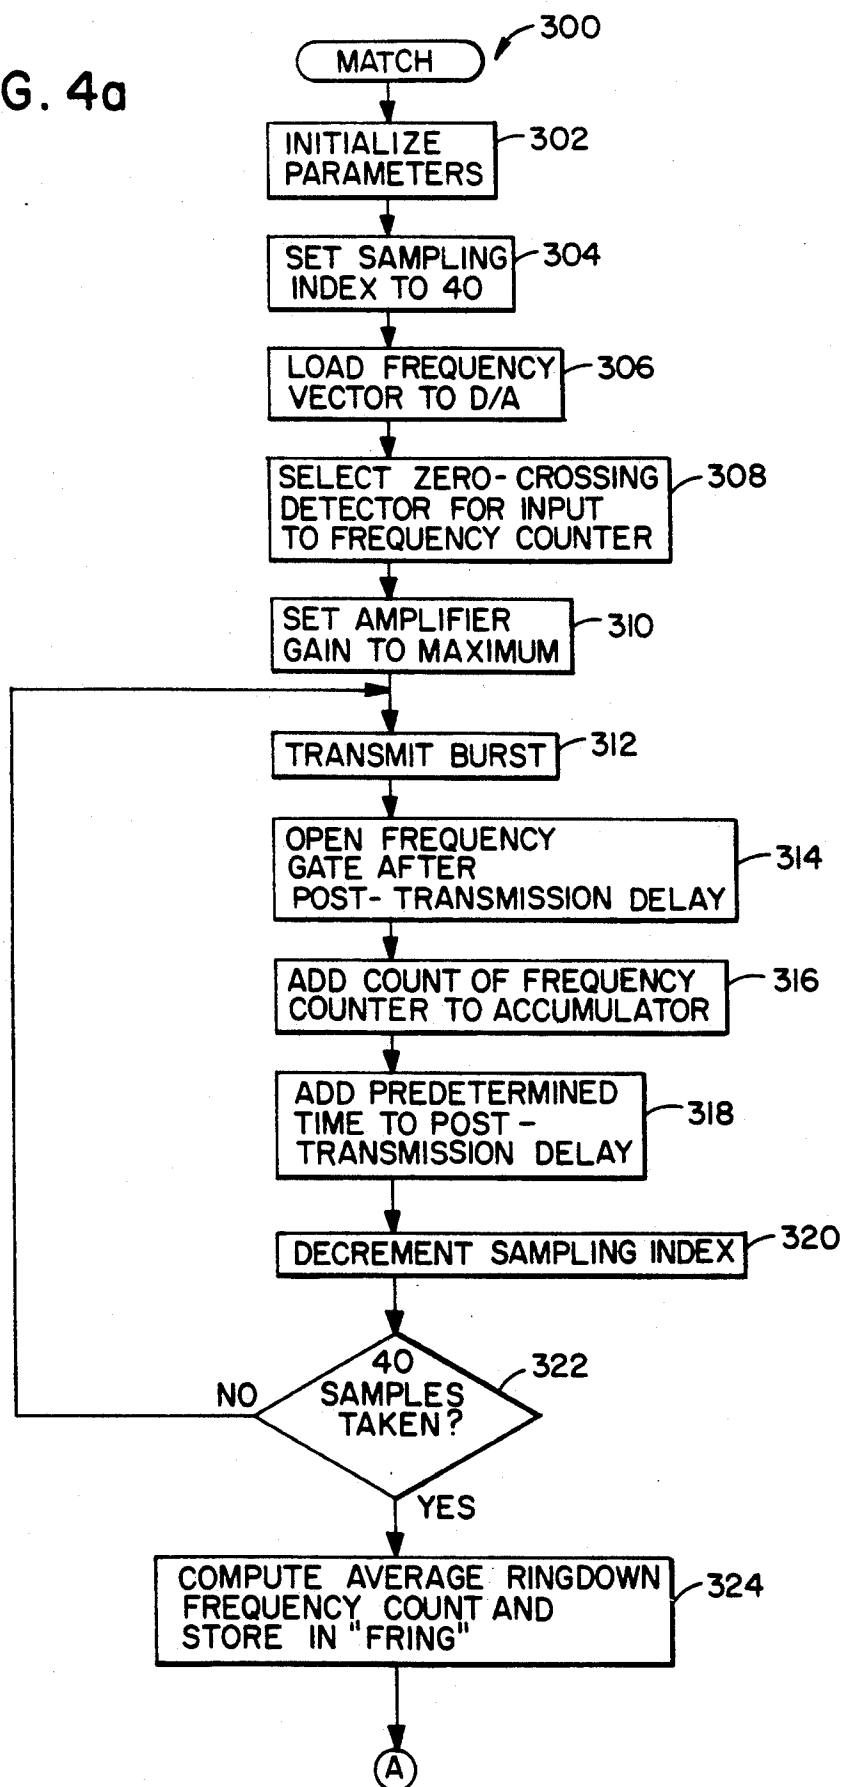 G. 4a
MATCH
300
INITIALIZE
PARAMETERS
302
SET SAMPLING
INDEX TO 40
304
LOAD FREQUENCY
VECTOR TO D/A
306
SELECT ZERO-CROSSING
DETECTOR FOR INPUT
TO FREQUENCY COUNTER
308
SET AMPLIFIER
GAIN TO MAXIMUM
310
TRANSMIT BURST
312
OPEN FREQUENCY
GATE AFTER
POST-TRANSMISSION DELAY
314
ADD COUNT OF FREQUENCY
COUNTER TO ACCUMULATOR
316
ADD PREDETERMINED
TIME TO POST-
TRANSMISSION DELAY
318
DECREMENT SAMPLING INDEX
320
40
SAMPLES
TAKEN?
322
NO
YES
COMPUTE AVERAGE RINGDOWN
FREQUENCY COUNT AND
STORE IN "FRING"
324
A